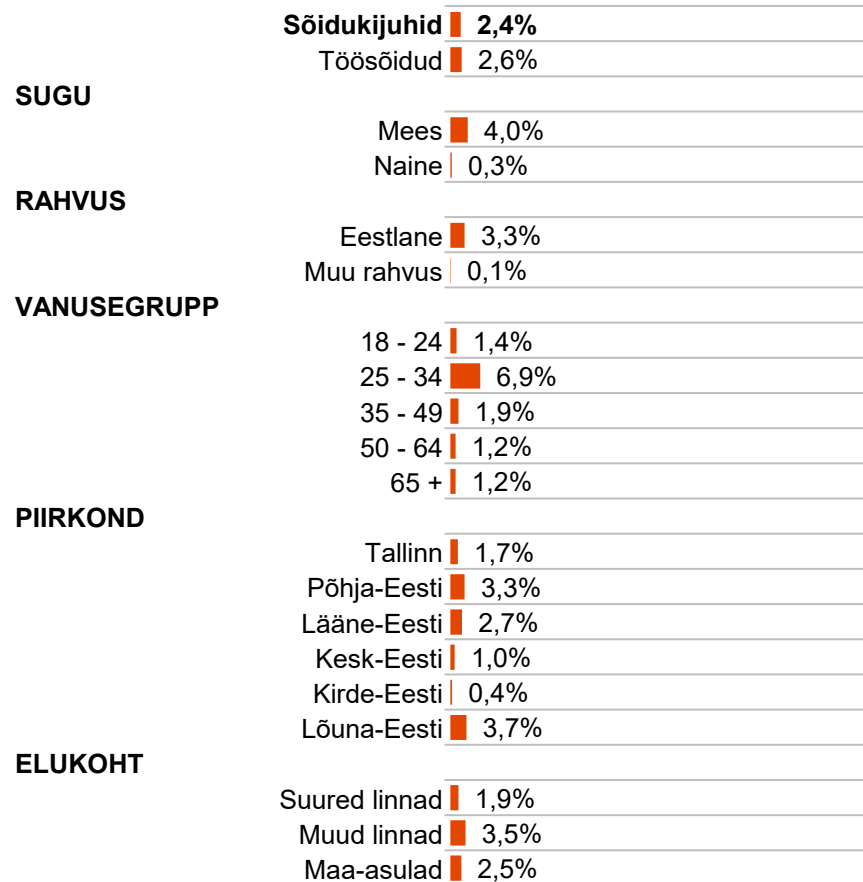 Sõidukijuhid 2,4%
Töösõidud 2,6%
SUGU
Mees 4,0%
Naine 0,3%
RAHVUS
Eestlane 3,3%
Muu rahvus 0,1%
VANUSEGRUPP
18 - 24 1,4%
25 - 34 6,9%
35 - 49 1,9%
50 - 64 1,2%
65 + 1,2%
PIIRKOND
Tallinn 1,7%
Põhja-Eesti 3,3%
Lääne-Eesti 2,7%
Kesk-Eesti 1,0%
Kirde-Eesti 0,4%
Lõuna-Eesti 3,7%
ELUKOHT
Suured linnad 1,9%
Muud linnad 3,5%
Maa-asulad 2,5%